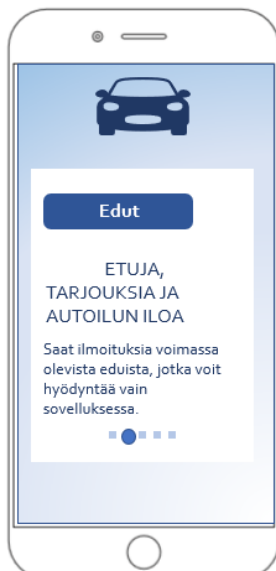 Edut
ETUJA,
TARJOUKSIA JA
AUTOILUN ILOA
Saat ilmoituksia voimassa
olevista eduista, jotka voit
hyödyntää vain
sovelluksessa.